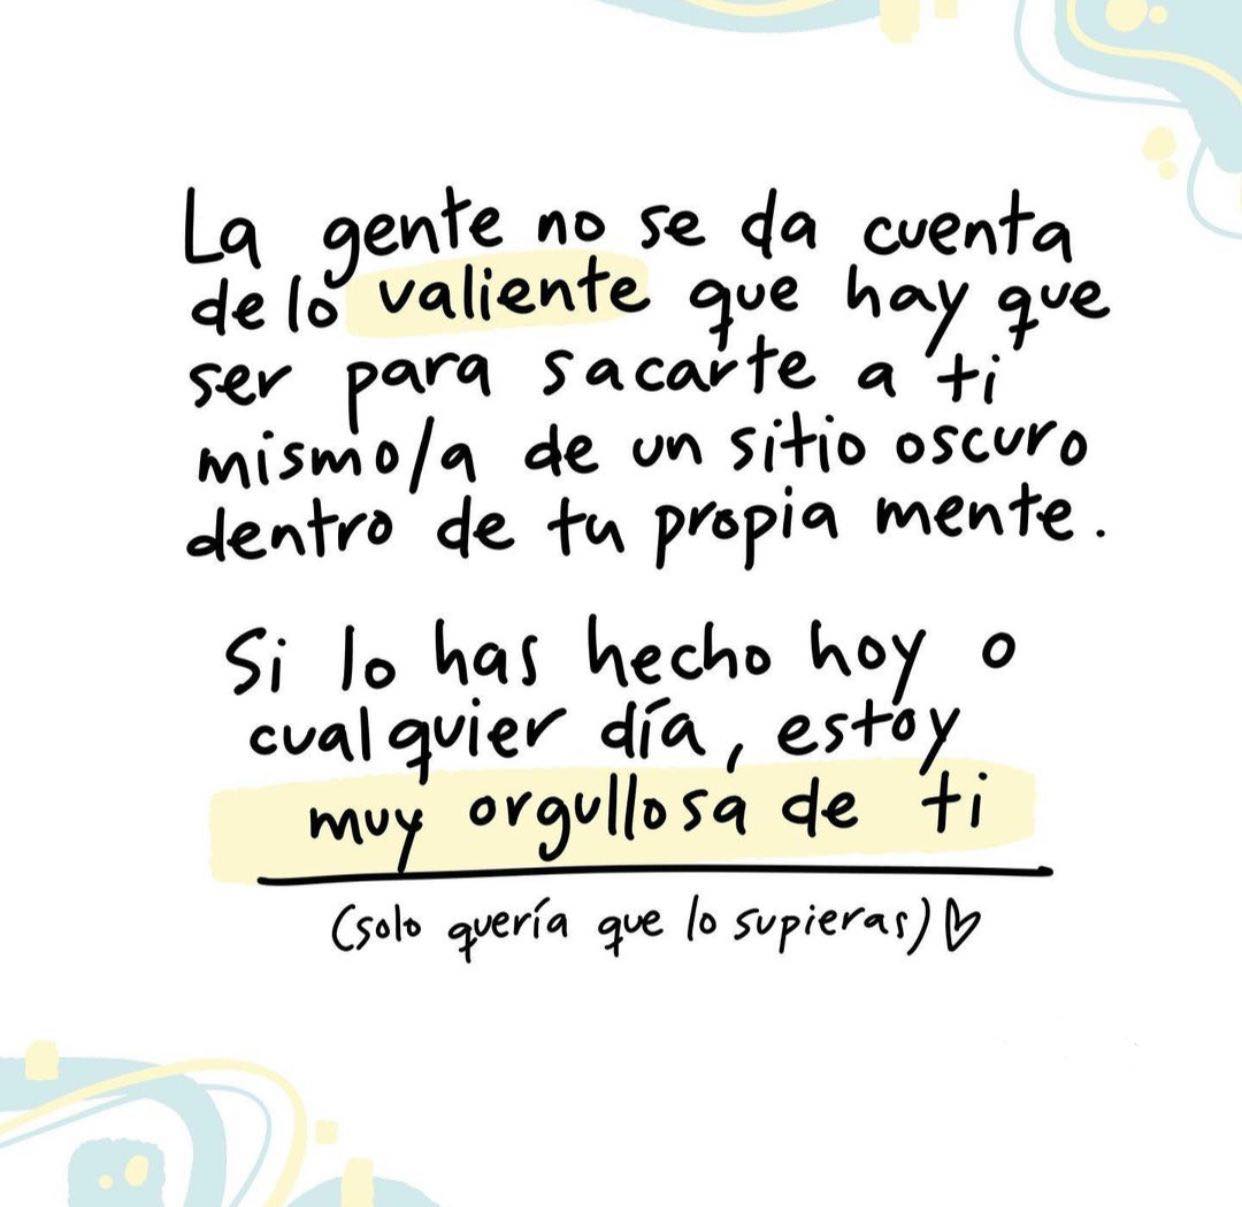 La gente no se da cuenta
de lo valiente que hay que
ser para sacarte a ti
mismo/a de un sitio oscuro
dentro de tu propia mente.
Si lo has hecho hoy o
cualquier día, estoy
muy orgullosa de ti
(solo quería que lo supieras)♡